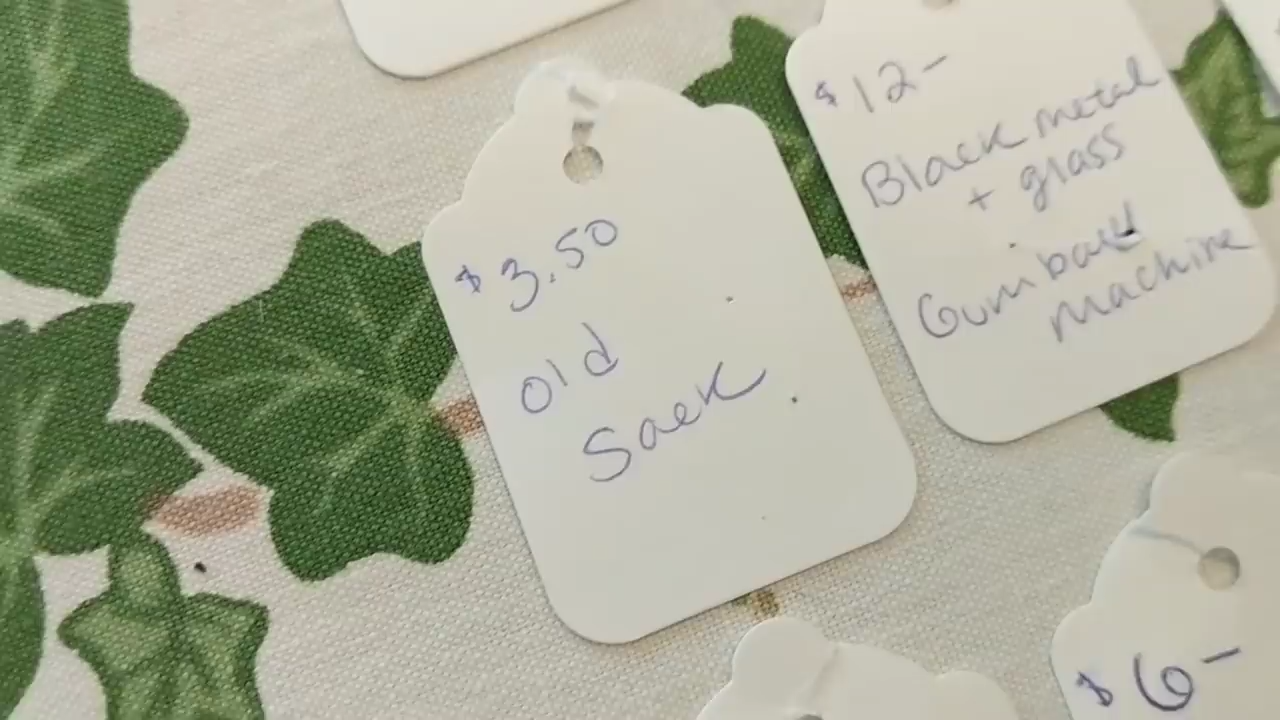 $3.50
old
Sack
$12-
Black metal
+ glass
Gumball
machine
$6-